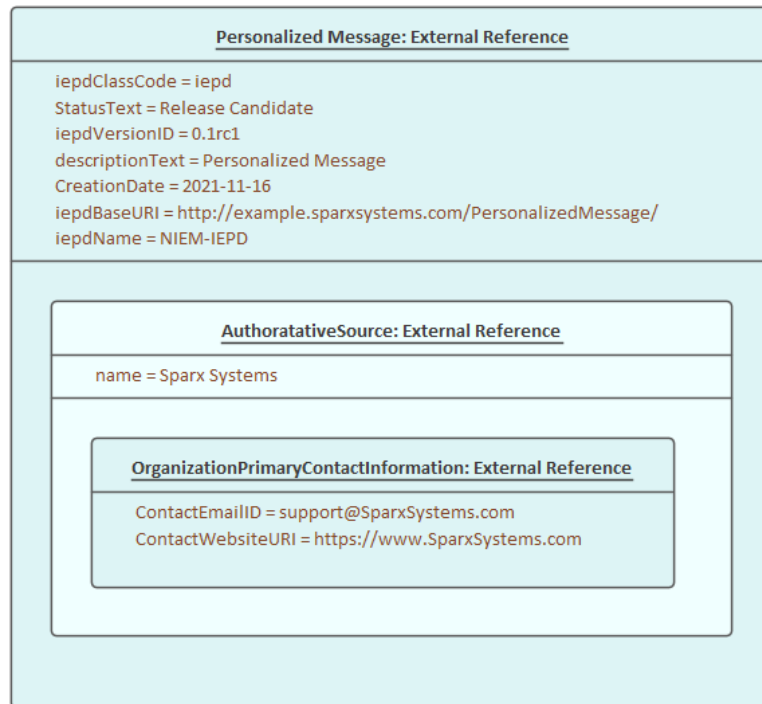 Personalized Message: External Reference
iepdClassCode = iepd
StatusText = Release Candidate
iepdVersionID = 0.1rc1
descriptionText = Personalized Message
CreationDate = 2021-11-16
iepdBaseURI = http://example.sparxsystems.com/PersonalizedMessage/
iepdName = NIEM-IEPD
AuthoratativeSource: External Reference
name = Sparx Systems
OrganizationPrimaryContactInformation: External Reference
ContactEmailID = support@SparxSystems.com
ContactWebsiteURI = https://www.SparxSystems.com